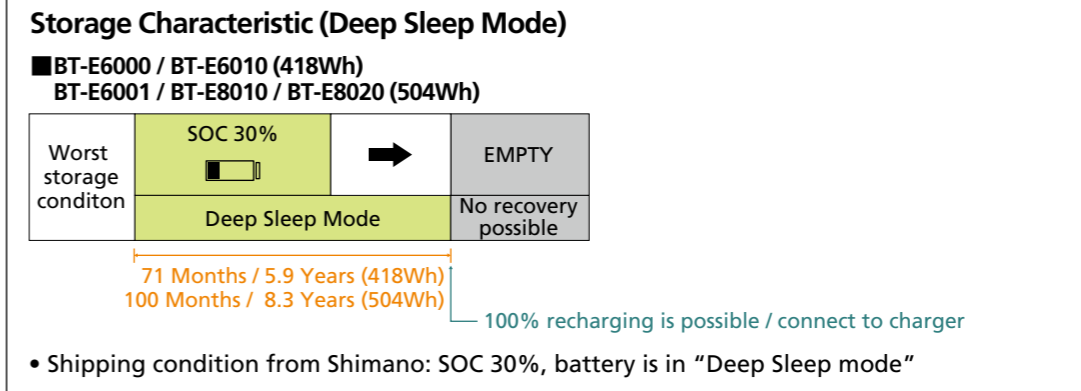 Storage Characteristic (Deep Sleep Mode)
■BT-E6000 / BT-E6010 (418Wh)
BT-E6001 / BT-E8010 / BT-E8020 (504Wh)
Worst
storage
conditon
SOC 30%
EMPTY
Deep Sleep Mode
No recovery
possible
71 Months / 5.9 Years (418Wh)
100 Months / 8.3 Years (504Wh)
100% recharging is possible / connect to charger
• Shipping condition from Shimano: SOC 30%, battery is in “Deep Sleep mode”